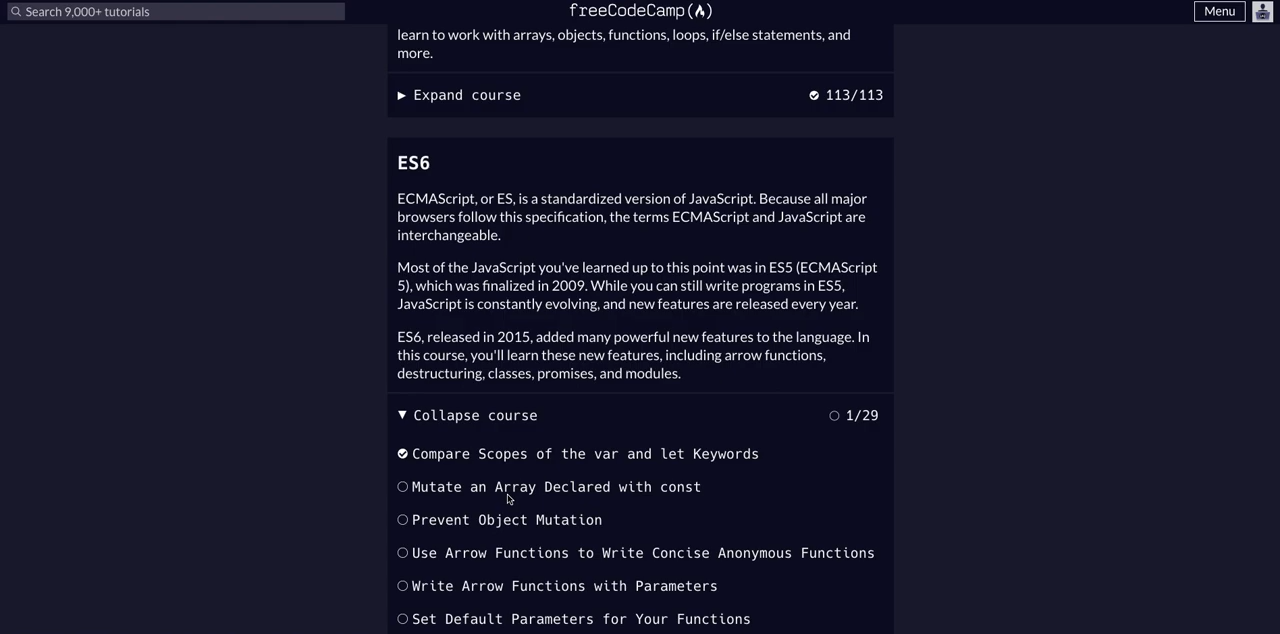 Search 9,000+ tutorials
freeCodeCamp
Menu
learn to work with arrays, objects, functions, loops, if/else statements, and
more.
Expand course
113/113
ES6
ECMAScript, or ES, is a standardized version of JavaScript. Because all major
browsers follow this specification, the terms ECMAScript and JavaScript are
interchangeable.
Most of the JavaScript you've learned up to this point was in ES5 (ECMAScript
5), which was finalized in 2009. While you can still write programs in ES5,
JavaScript is constantly evolving, and new features are released every year.
ES6, released in 2015, added many powerful new features to the language. In
this course, you'll learn these new features, including arrow functions,
destructuring, classes, promises, and modules.
Collapse course
1/29
Compare Scopes of the var and let Keywords
Mutate an Array Declared with const
Prevent Object Mutation
Use Arrow Functions to Write Concise Anonymous Functions
Write Arrow Functions with Parameters
Set Default Parameters for Your Functions